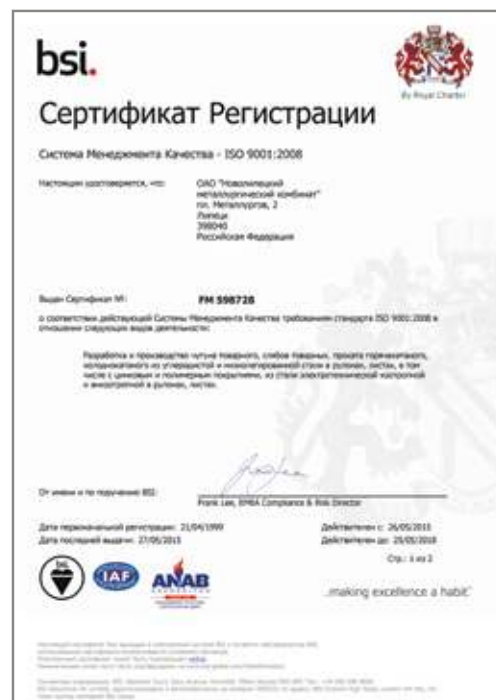 bsi.
By Royal Charter
Сертификат Регистрации
Система Менеджмента Качества - ISO 9001:2008
Настоящим удостоверяется, что:
ОАО "Новолипецкий
металлургический комбинат"
пл. Металлургов, 2
Липецк
398040
Российская Федерация
Выдан Сертификат №:
FM 598728
о соответствии действующей Системы Менеджмента Качества требованиям стандарта ISO 9001:2008 в
отношении следующих видов деятельности:
Разработка и производство чугуна товарного, слябов товарных, проката горячекатаного,
холоднокатаного из углеродистой и низколегированной стали в рулонах, листах, в том
числе с цинковым и полимерным покрытиями, из стали электротехнической изотропной
и анизотропной в рулонах, листах.
От имени и по поручению BSI:
Frank Lee, EMEA Compliance & Risk Director
Дата первоначальной регистрации: 21/04/1999
Действителен с: 26/05/2015
Дата последней выдачи: 27/05/2015
Действителен до: 25/05/2018
Стр.: 1 из 2
bsi.
IAF
ANAB
...making excellence a habit.